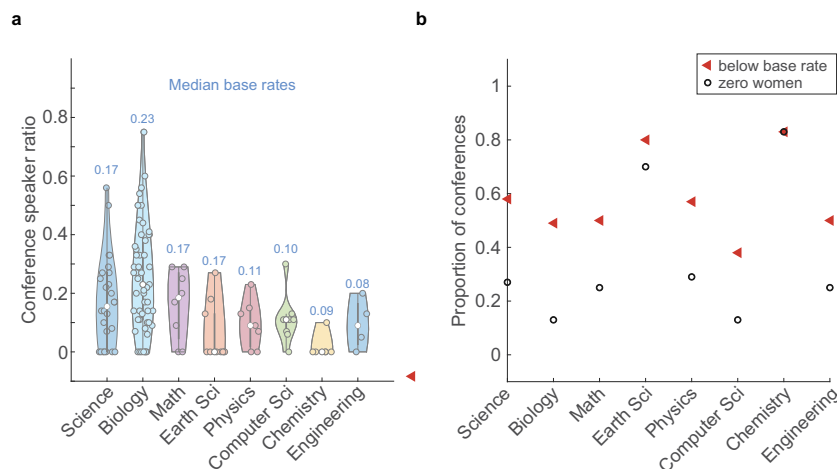 a
Median base rates
Conference speaker ratio
0.8
0.6
0.4
0.2
0
0.17
0.23
0.17
0.17
0.11
0.10
0.09
0.08
Science
Biology
Math
Earth Sci
Physics
Computer Sci
Chemistry
Engineering
b
below base rate
zero women
Proportion of conferences
1
0.8
0.6
0.4
0.2
0
Science
Biology
Math
Earth Sci
Physics
Computer Sci
Chemistry
Engineering